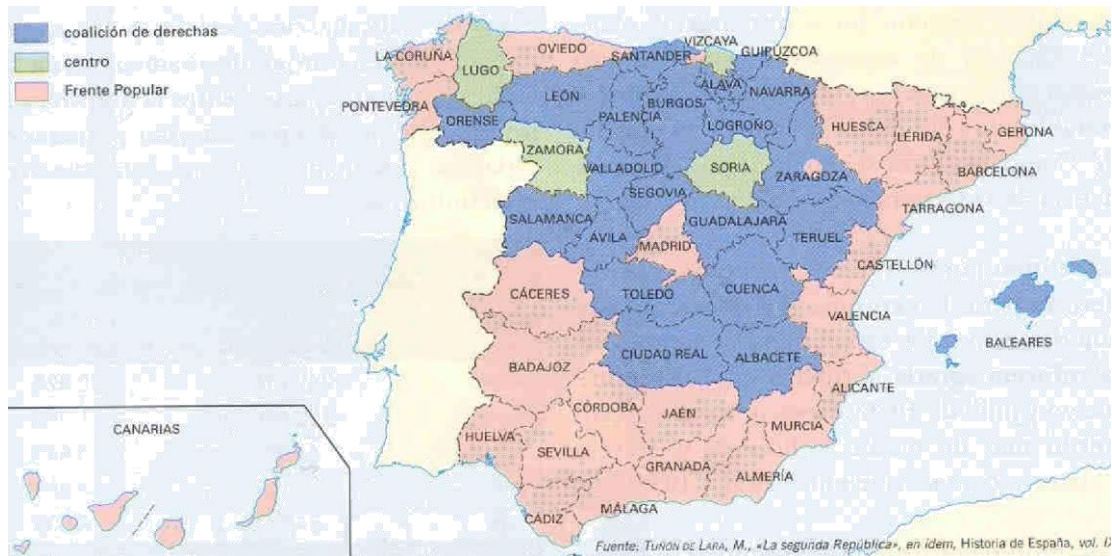 coalición de derechas
centro
Frente Popular
LA CORUÑA
LUGO
OVIEDO
SANTANDER
VIZCAYA
GUIPÚZCOA
PONTEVEDRA
ORENSE
LEÓN
PALENCIA
BURGOS
ÁLAVA
NAVARRA
LOGROÑO
HUESCA
LÉRIDA
GERONA
BARCELONA
ZAMORA
VALLADOLID
SORIA
ZARAGOZA
TARRAGONA
SEGOVIA
SALAMANCA
ÁVILA
MADRID
GUADALAJARA
TERUEL
CASTELLÓN
CÁCERES
TOLEDO
CUENCA
VALENCIA
BALEARES
BADAJOZ
CIUDAD REAL
ALBACETE
ALICANTE
CÓRDOBA
JAÉN
MURCIA
HUELVA
SEVILLA
GRANADA
ALMERÍA
CÁDIZ
MÁLAGA
CANARIAS
Fuente: TUÑÓN DE LARA, M., «La segunda República», en idem, Historia de España, vol.